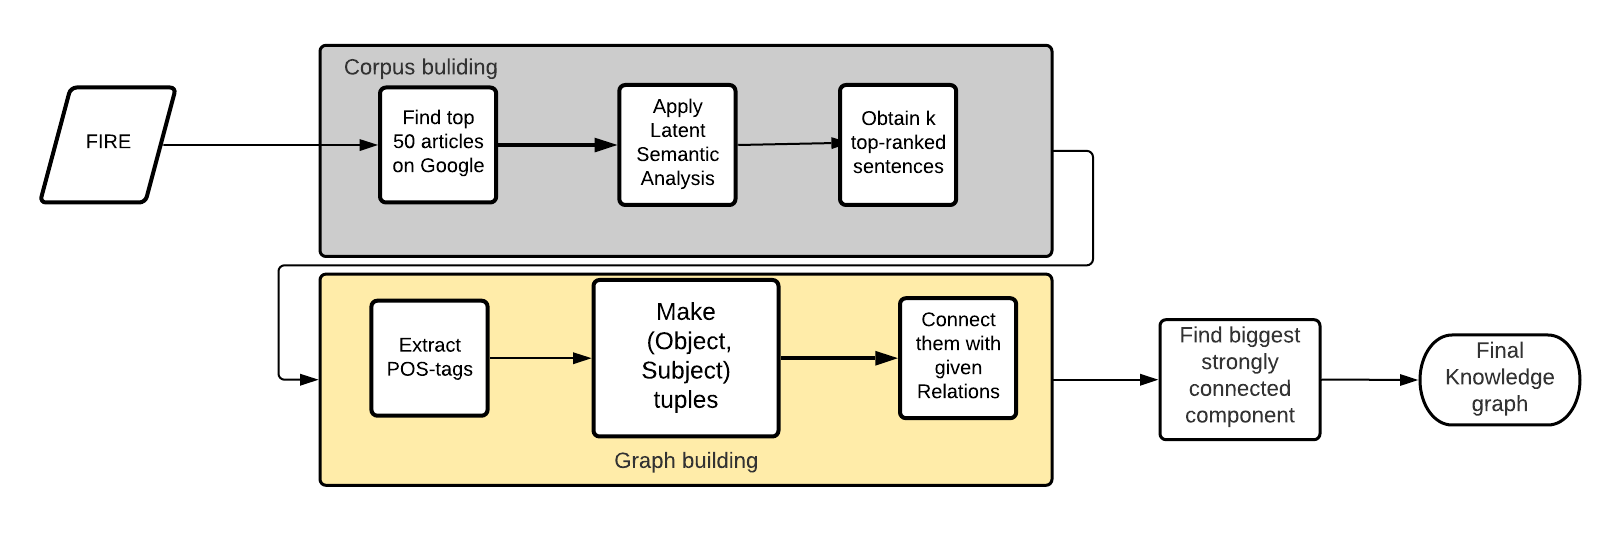 Corpus buliding
FIRE
Find top
50 articles
on Google
Apply
Latent
Semantic
Analysis
Obtain k
top-ranked
sentences
Extract
POS-tags
Make
(Object,
Subject)
tuples
Connect
them with
given
Relations
Graph building
Find biggest
strongly
connected
component
Final
Knowledge
graph